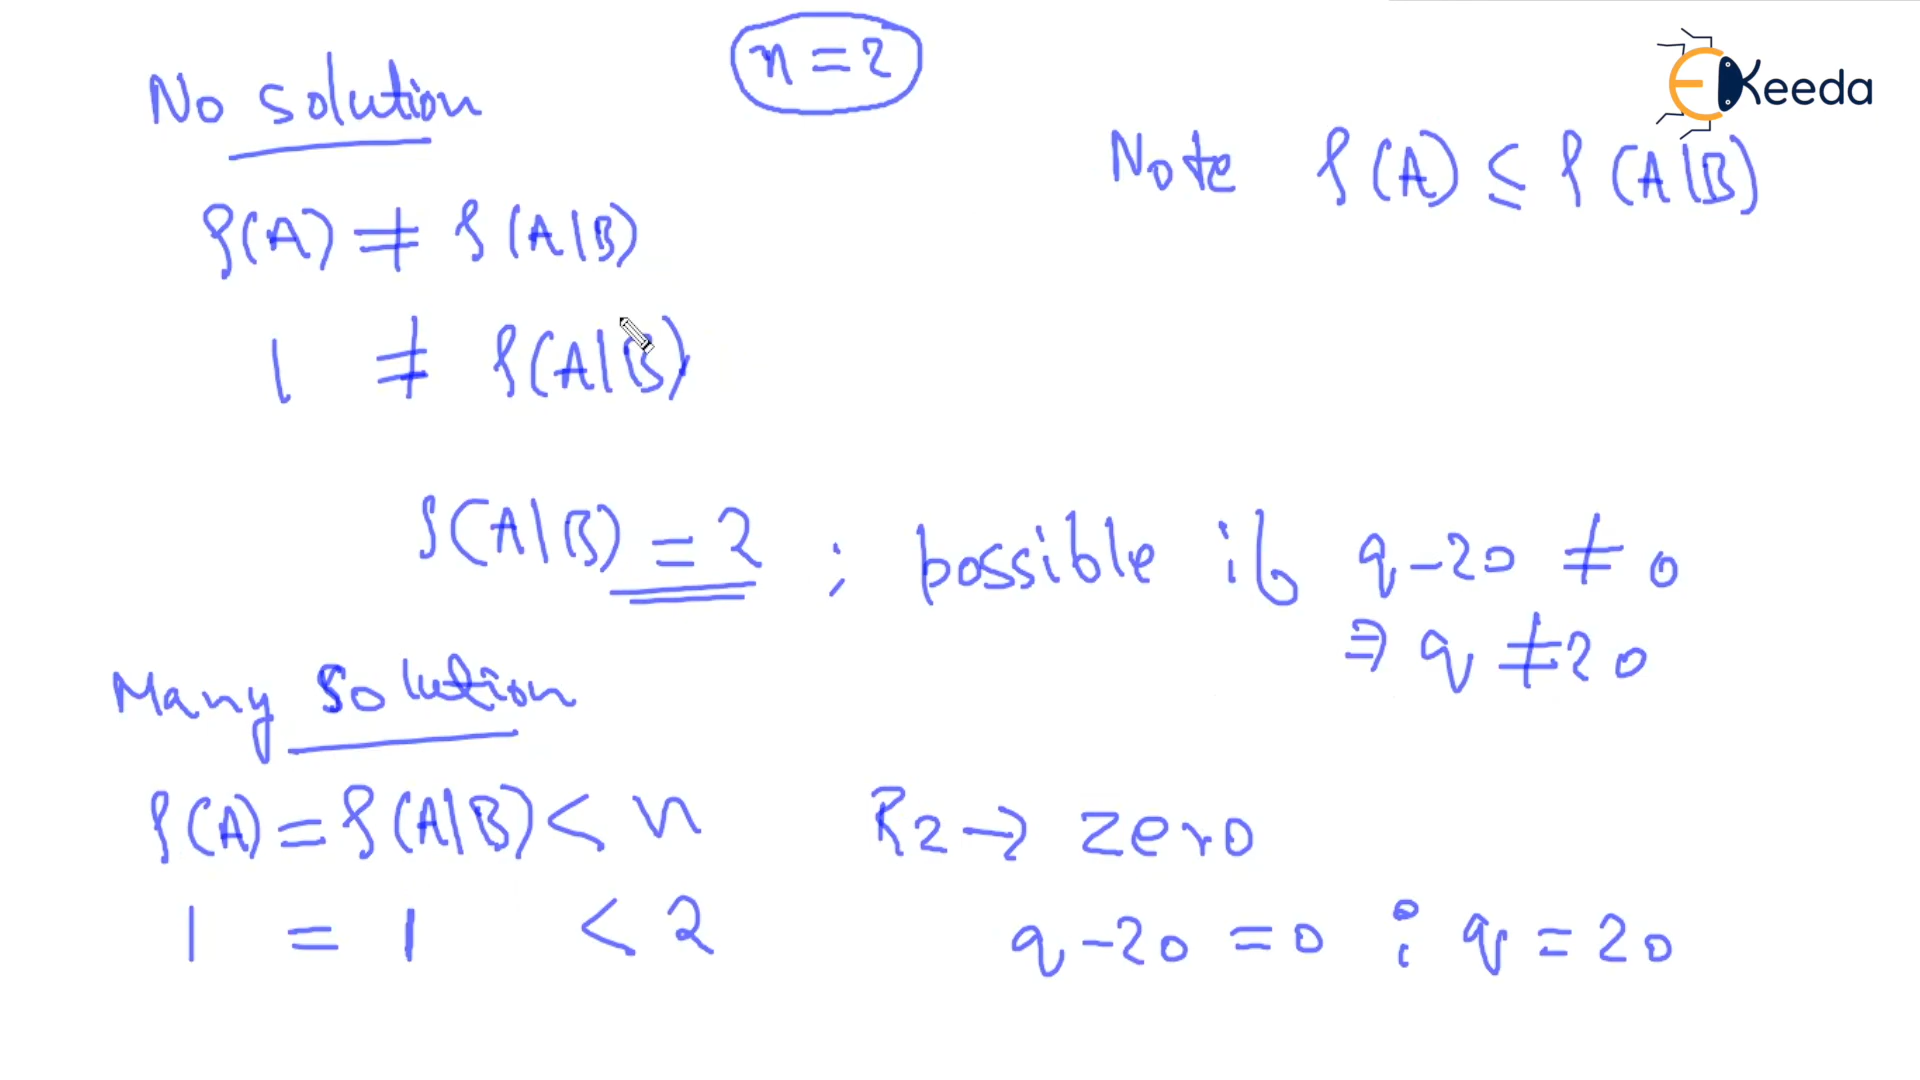 n = 2
No solution
EKeeda
Note ρ(A) ≤ ρ(A|B)
ρ(A) ≠ ρ(A|B)
1 ≠ ρ(A|B)
ρ(A|B) = 2 ; possible if q - 20 ≠ 0
⇒ q ≠ 20
Many Solution
ρ(A) = ρ(A|B) < n R2 → zero
1 = 1 < 2 q - 20 = 0 ; q = 20